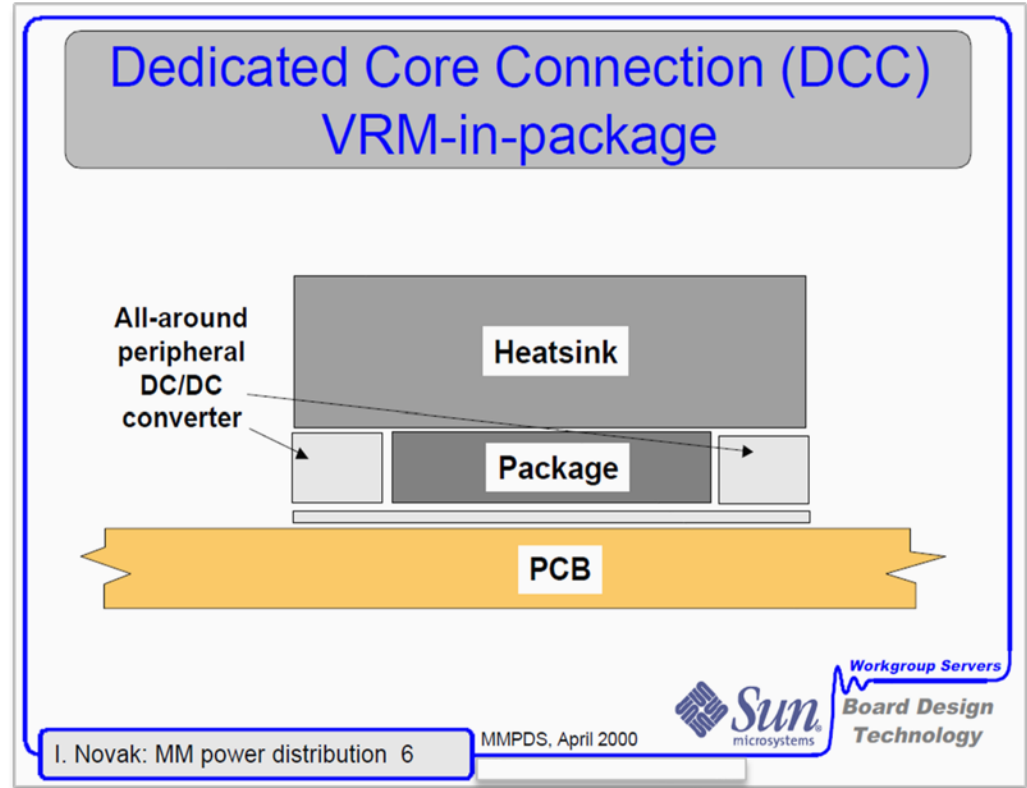 Dedicated Core Connection (DCC)
VRM-in-package
All-around
peripheral
DC/DC
converter
Heatsink
Package
PCB
Workgroup Servers
Sun
microsystems
Board Design
Technology
MMPDS, April 2000
I. Novak: MM power distribution 6